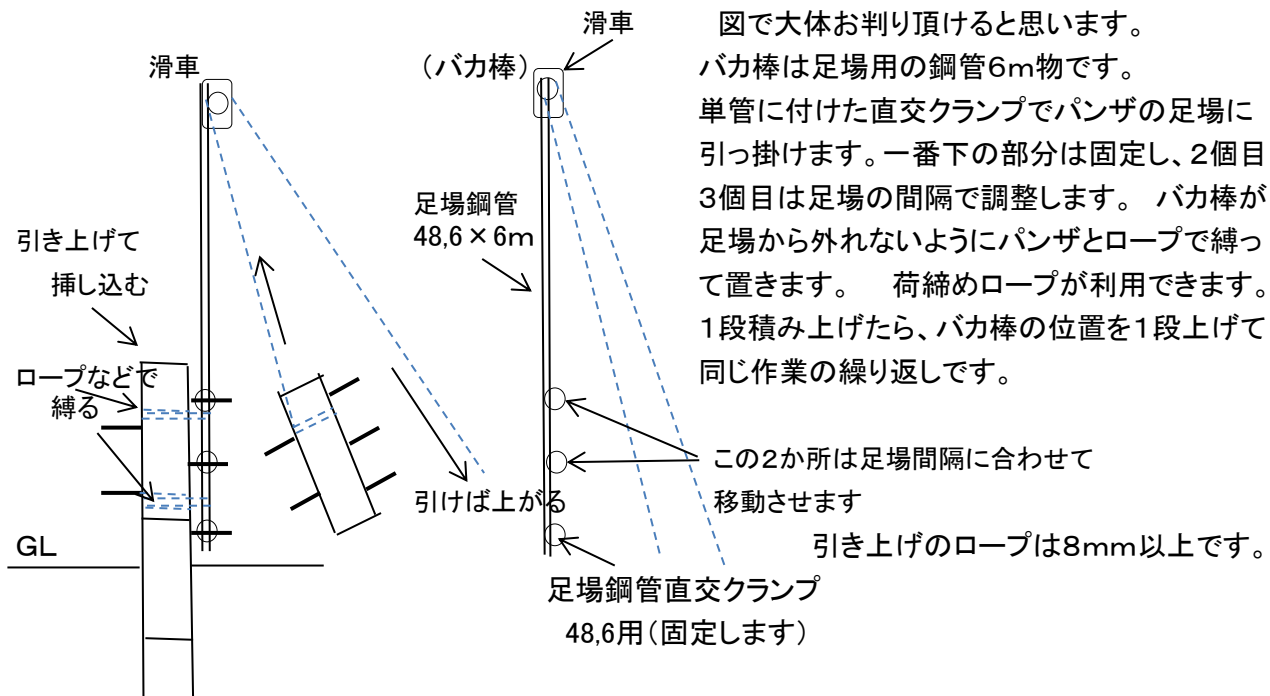 滑車
引き上げて
挿し込む
ロープなどで
縛る
GL
引けば上がる
滑車
（バカ棒）
足場鋼管
48,6×6ｍ
足場鋼管直交クランプ
48,6用（固定します）
図で大体お判り頂けると思います。
バカ棒は足場用の鋼管6ｍ物です。
単管に付けた直交クランプでパンザの足場に
引っ掛けます。一番下の部分は固定し、2個目
3個目は足場の間隔で調整します。　バカ棒が
足場から外れないようにパンザとロープで縛っ
て置きます。　荷締めロープが利用できます。
1段積み上げたら、バカ棒の位置を1段上げて
同じ作業の繰り返しです。
この2か所は足場間隔に合わせて
移動させます
引き上げのロープは8ｍｍ以上です。